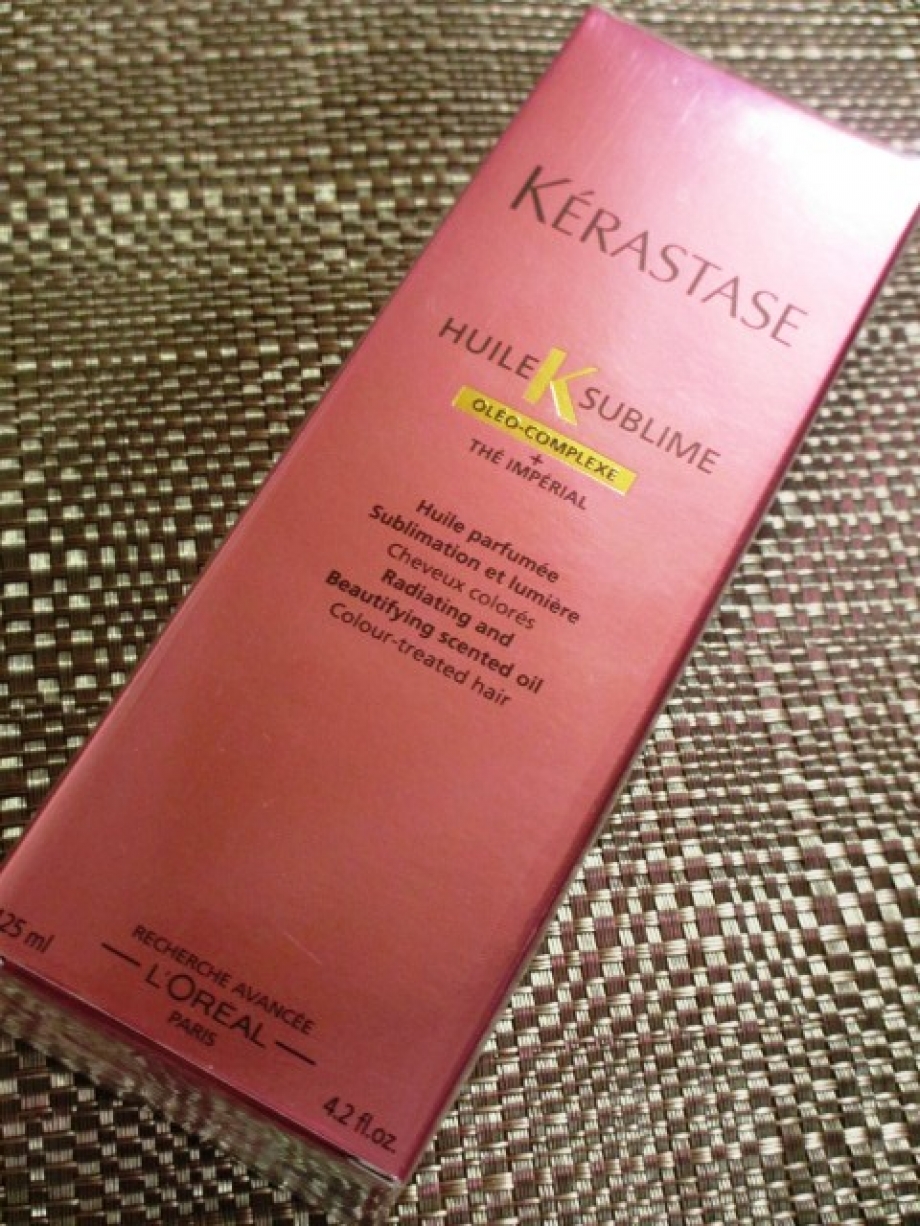 KÉRASTASE
HUILE K SUBLIME
OLÉO-COMPLEXE
+
THÉ IMPÉRIAL
Huile parfumée
Sublimation et lumière
Cheveux colorés
Radiating and
Beautifying scented oil
Colour-treated hair
125 ml
RECHERCHE AVANCÉE
L'ORÉAL
PARIS
4.2 fl.oz.